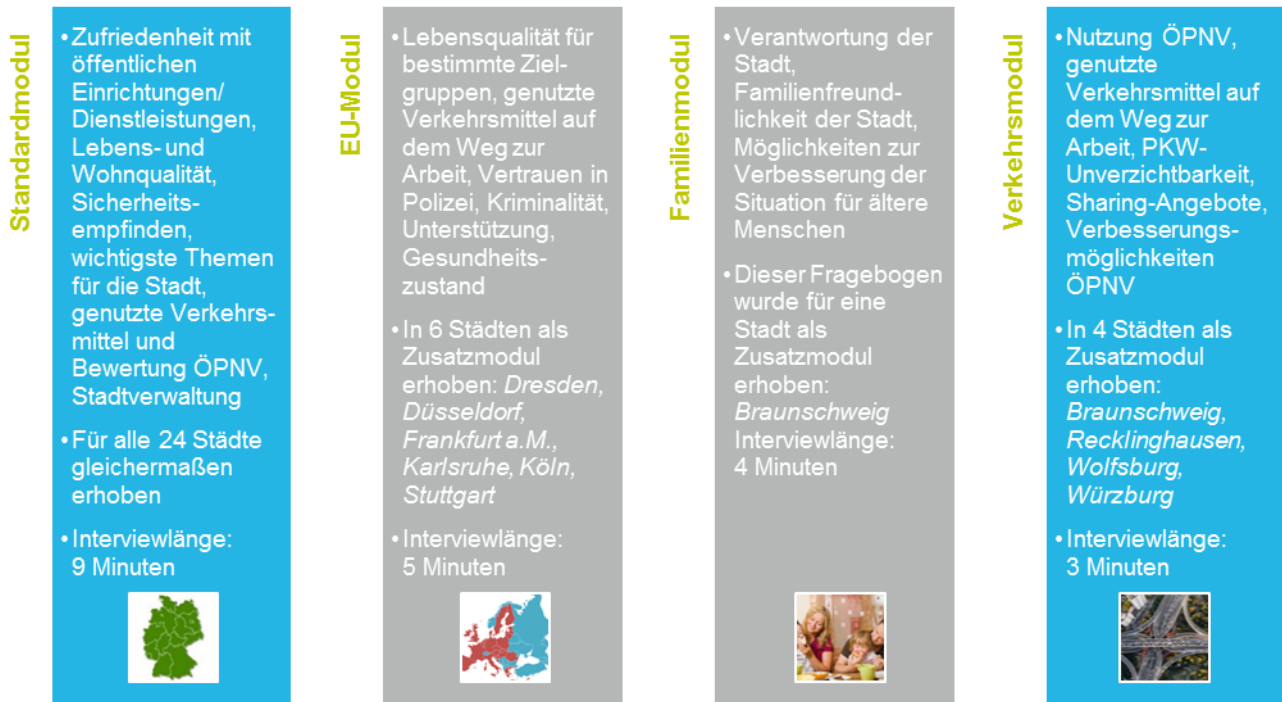 Standardmodul
•Zufriedenheit mit
öffentlichen
Einrichtungen/
Dienstleistungen,
Lebens- und
Wohnqualität,
Sicherheits-
empfinden,
wichtigste Themen
für die Stadt,
genutzte Verkehrs-
mittel und
Bewertung ÖPNV,
Stadtverwaltung
•Für alle 24 Städte
gleichermaßen
erhoben
•Interviewlänge:
9 Minuten
EU-Modul
•Lebensqualität für
bestimmte Ziel-
gruppen, genutzte
Verkehrsmittel auf
dem Weg zur
Arbeit, Vertrauen in
Polizei, Kriminalität,
Unterstützung,
Gesundheits-
zustand
•In 6 Städten als
Zusatzmodul
erhoben: Dresden,
Düsseldorf,
Frankfurt a.M.,
Karlsruhe, Köln,
Stuttgart
•Interviewlänge:
5 Minuten
Familienmodul
•Verantwortung der
Stadt,
Familienfreund-
lichkeit der Stadt,
Möglichkeiten zur
Verbesserung der
Situation für ältere
Menschen
•Dieser Fragebogen
wurde für eine
Stadt als
Zusatzmodul
erhoben:
Braunschweig
Interviewlänge:
4 Minuten
Verkehrsmodul
•Nutzung ÖPNV,
genutzte
Verkehrsmittel auf
dem Weg zur
Arbeit, PKW-
Unverzichtbarkeit,
Sharing-Angebote,
Verbesserungs-
möglichkeiten
ÖPNV
•In 4 Städten als
Zusatzmodul
erhoben:
Braunschweig,
Recklinghausen,
Wolfsburg,
Würzburg
•Interviewlänge:
3 Minuten